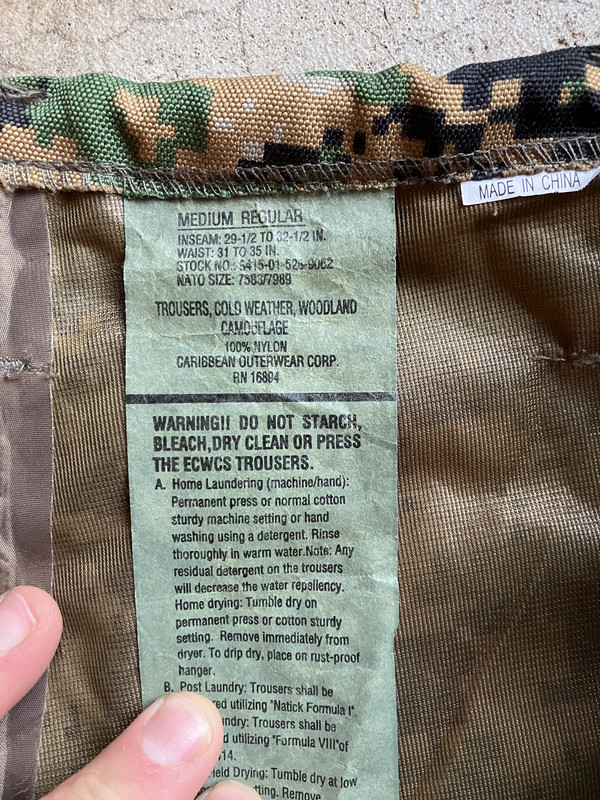 MADE IN CHINA
MEDIUM REGULAR
INSEAM: 29-1/2 TO 32-1/2 IN.
WAIST: 31 TO 35 IN.
STOCK NO.: 8415-01-526-9062
NATO SIZE: 7583/7989
TROUSERS, COLD WEATHER, WOODLAND
CAMOUFLAGE
100% NYLON
CARIBBEAN OUTERWEAR CORP.
RN 16894
WARNING!! DO NOT STARCH,
BLEACH,DRY CLEAN OR PRESS
THE ECWCS TROUSERS.
A. Home Laundering (machine/hand):
Permanent press or normal cotton
sturdy machine setting or hand
washing using a detergent. Rinse
thoroughly in warm water.Note: Any
residual detergent on the trousers
will decrease the water repellency.
Home drying: Tumble dry on
permanent press or cotton sturdy
setting. Remove immediately from
dryer. To drip dry, place on rust-proof
hanger.
B. Post Laundry: Trousers shall be
utilizing "Natick Formula I".
Trousers shall be
utilizing "Formula VIII"of
Drying: Tumble dry at low
Remove